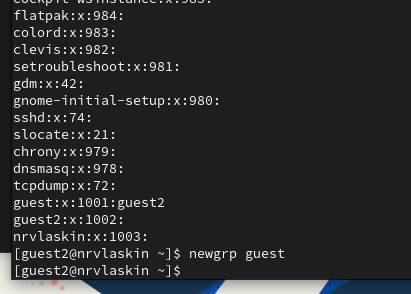 flatpak:x:984:
colord:x:983:
clevis:x:982:
setroubleshoot:x:981:
gdm:x:42:
gnome-initial-setup:x:980:
sshd:x:74:
slocate:x:21:
chrony:x:979:
dnsmasq:x:978:
tcpdump:x:72:
guest:x:1001:guest2
guest2:x:1002:
nrvlaskin:x:1003:
[guest2@nrvlaskin ~]$ newgrp guest
[guest2@nrvlaskin ~]$